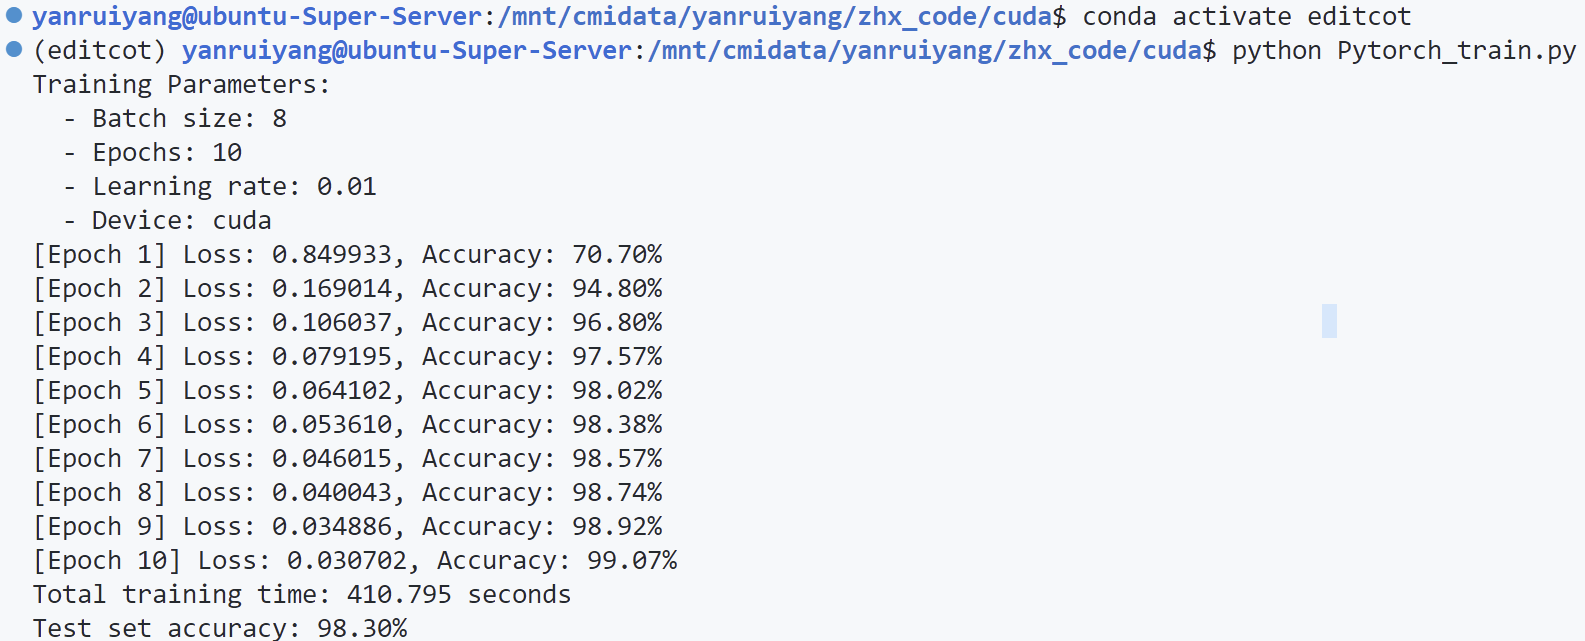 yanruiyang@ubuntu-Super-Server:/mnt/cmidata/yanruiyang/zhx_code/cuda$ conda activate editcot
(editcot) yanruiyang@ubuntu-Super-Server:/mnt/cmidata/yanruiyang/zhx_code/cuda$ python Pytorch_train.py
Training Parameters:
  - Batch size: 8
  - Epochs: 10
  - Learning rate: 0.01
  - Device: cuda
[Epoch 1] Loss: 0.849933, Accuracy: 70.70%
[Epoch 2] Loss: 0.169014, Accuracy: 94.80%
[Epoch 3] Loss: 0.106037, Accuracy: 96.80%
[Epoch 4] Loss: 0.079195, Accuracy: 97.57%
[Epoch 5] Loss: 0.064102, Accuracy: 98.02%
[Epoch 6] Loss: 0.053610, Accuracy: 98.38%
[Epoch 7] Loss: 0.046015, Accuracy: 98.57%
[Epoch 8] Loss: 0.040043, Accuracy: 98.74%
[Epoch 9] Loss: 0.034886, Accuracy: 98.92%
[Epoch 10] Loss: 0.030702, Accuracy: 99.07%
Total training time: 410.795 seconds
Test set accuracy: 98.30%